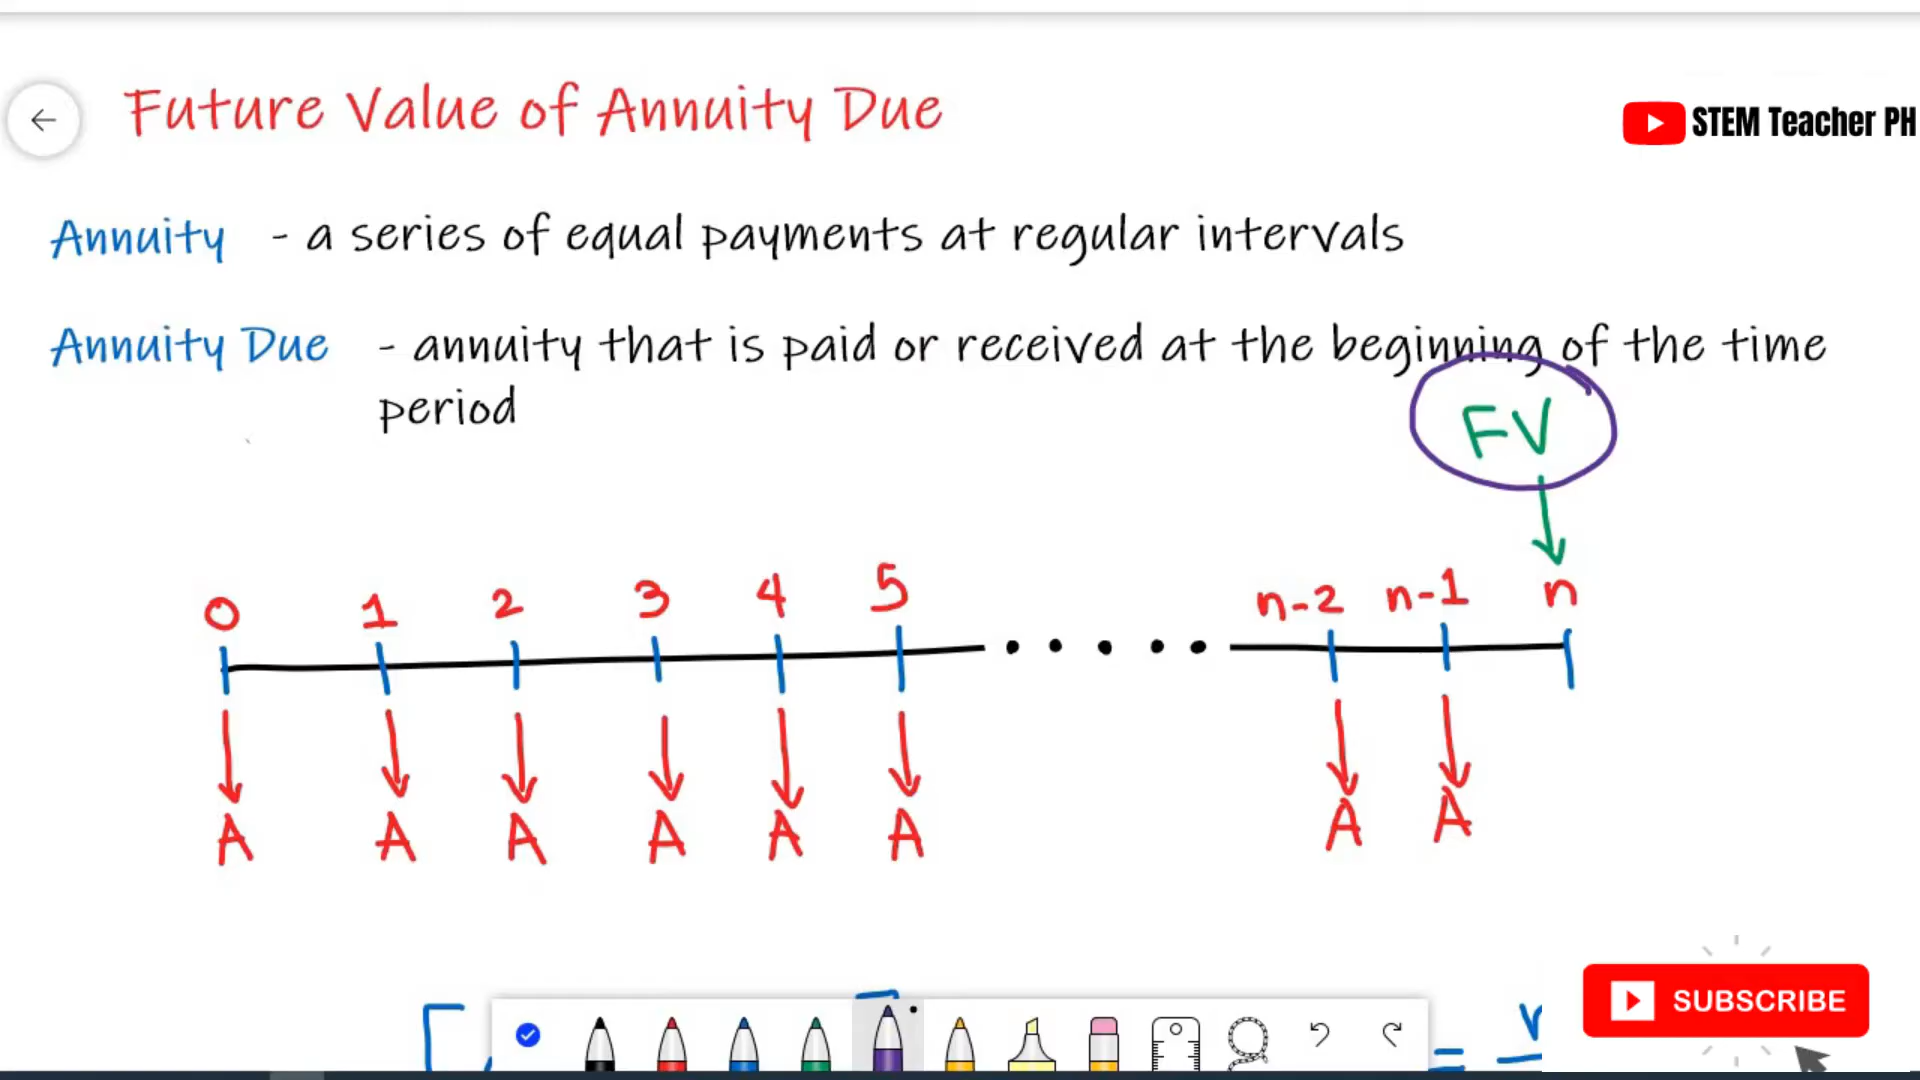 Future Value of Annuity Due
STEM Teacher PH
Annuity - a series of equal payments at regular intervals
Annuity Due - annuity that is paid or received at the beginning of the time
period
FV
0 1 2 3 4 5 n-2 n-1 n
A A A A A A A A
=
SUBSCRIBE